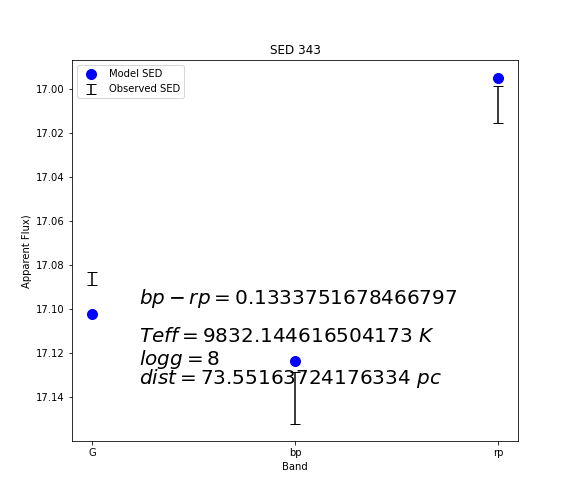 SED 343
Model SED
Observed SED
17.00
17.02
17.04
17.06
17.08
17.10
17.12
17.14
Apparent Flux)
bp − rp = 0.1333751678466797
Teff = 9832.144616504173 K
logg = 8
dist = 73.55163724176334 pc
G
bp
rp
Band